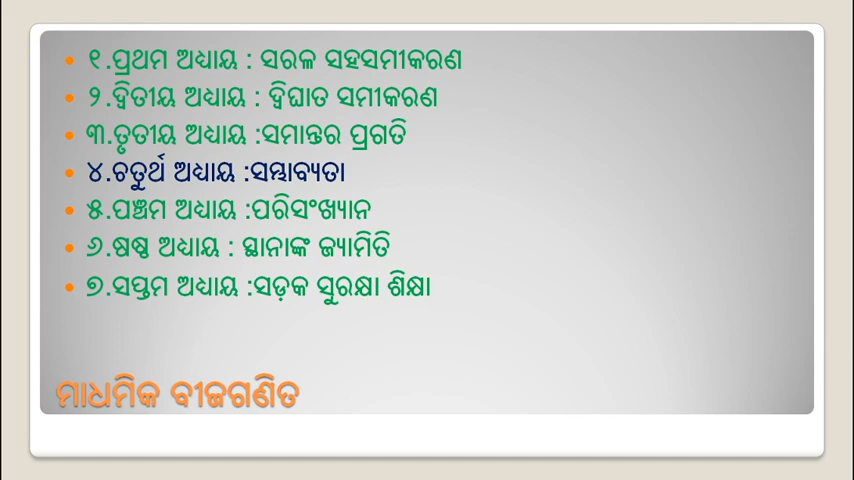 ୧.ପ୍ରଥମ ଅଧ୍ୟାୟ : ସରଳ ସହସମୀକରଣ
୨.ଦ୍ୱିତୀୟ ଅଧ୍ୟାୟ : ଦ୍ୱିଘାତ ସମୀକରଣ
୩.ତୃତୀୟ ଅଧ୍ୟାୟ :ସମାନ୍ତର ପ୍ରଗତି
୪.ଚତୁର୍ଥ ଅଧ୍ୟାୟ :ସମ୍ଭାବ୍ୟତା
୫.ପଞ୍ଚମ ଅଧ୍ୟାୟ :ପରିସଂଖ୍ୟାନ
୬.ଷଷ୍ଠ ଅଧ୍ୟାୟ : ସ୍ଥାନାଙ୍କ ଜ୍ୟାମିତି
୭.ସପ୍ତମ ଅଧ୍ୟାୟ :ସଡ଼କ ସୁରକ୍ଷା ଶିକ୍ଷା
ମାଧ୍ୟମିକ ବୀଜଗଣିତ